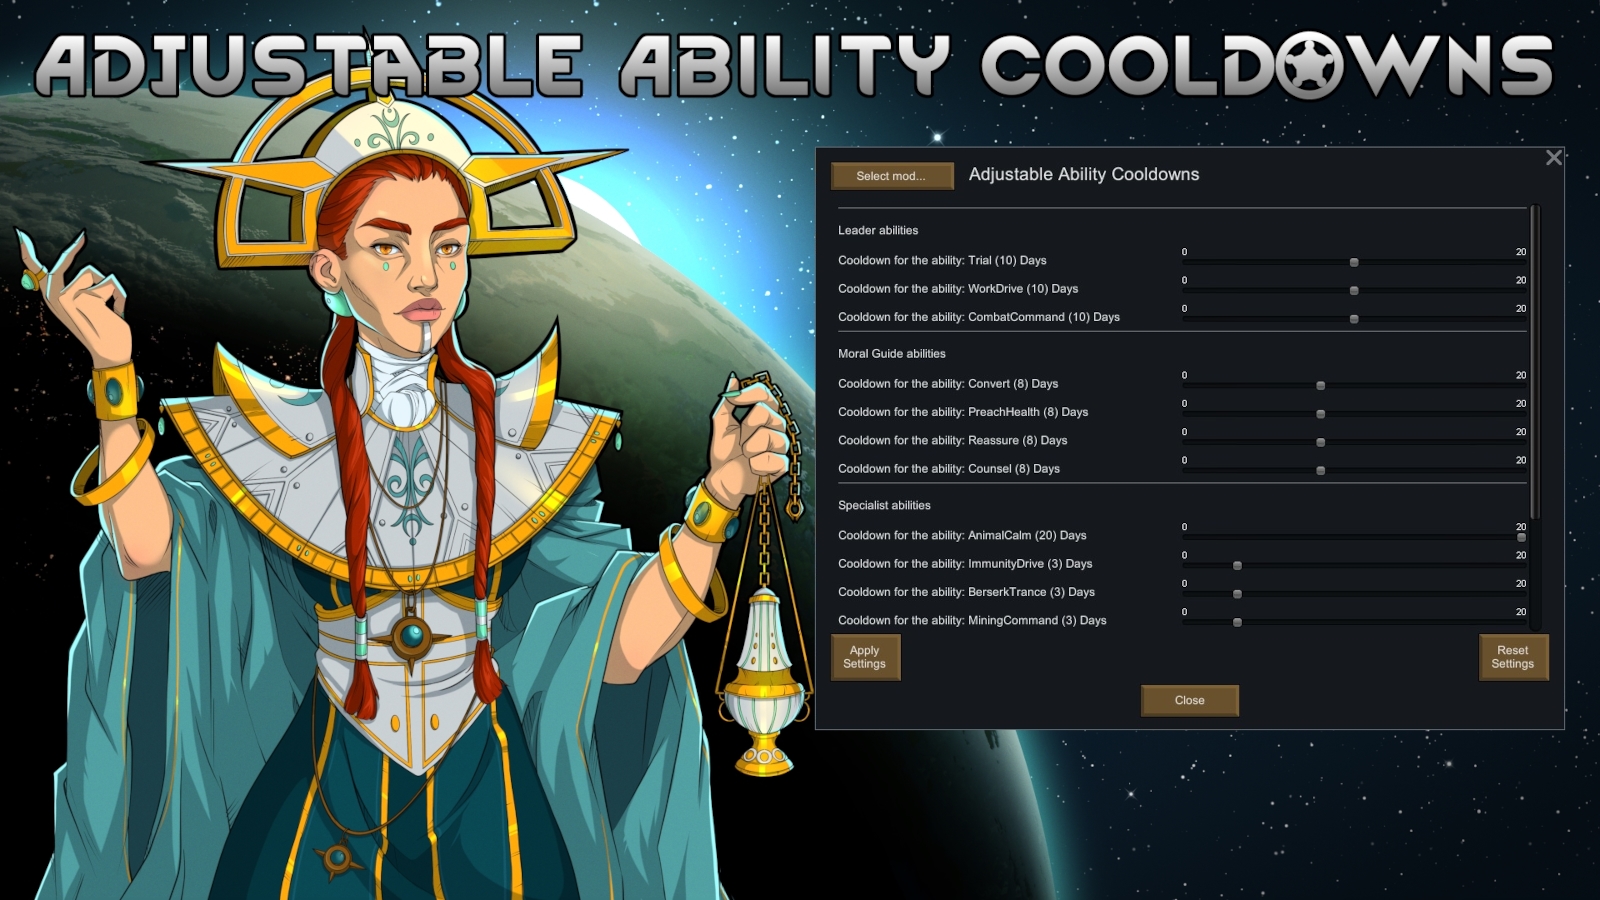 ADJUSTABLE ABILITY COOLDOWNS
Select mod...
Adjustable Ability Cooldowns
Leader abilities
Cooldown for the ability: Trial (10) Days 0 20
Cooldown for the ability: WorkDrive (10) Days 0 20
Cooldown for the ability: CombatCommand (10) Days 0 20
Moral Guide abilities
Cooldown for the ability: Convert (8) Days 0 20
Cooldown for the ability: PreachHealth (8) Days 0 20
Cooldown for the ability: Reassure (8) Days 0 20
Cooldown for the ability: Counsel (8) Days 0 20
Specialist abilities
Cooldown for the ability: AnimalCalm (20) Days 0 20
Cooldown for the ability: ImmunityDrive (3) Days 0 20
Cooldown for the ability: BerserkTrance (3) Days 0 20
Cooldown for the ability: MiningCommand (3) Days 0 20
Apply
Settings
Reset
Settings
Close